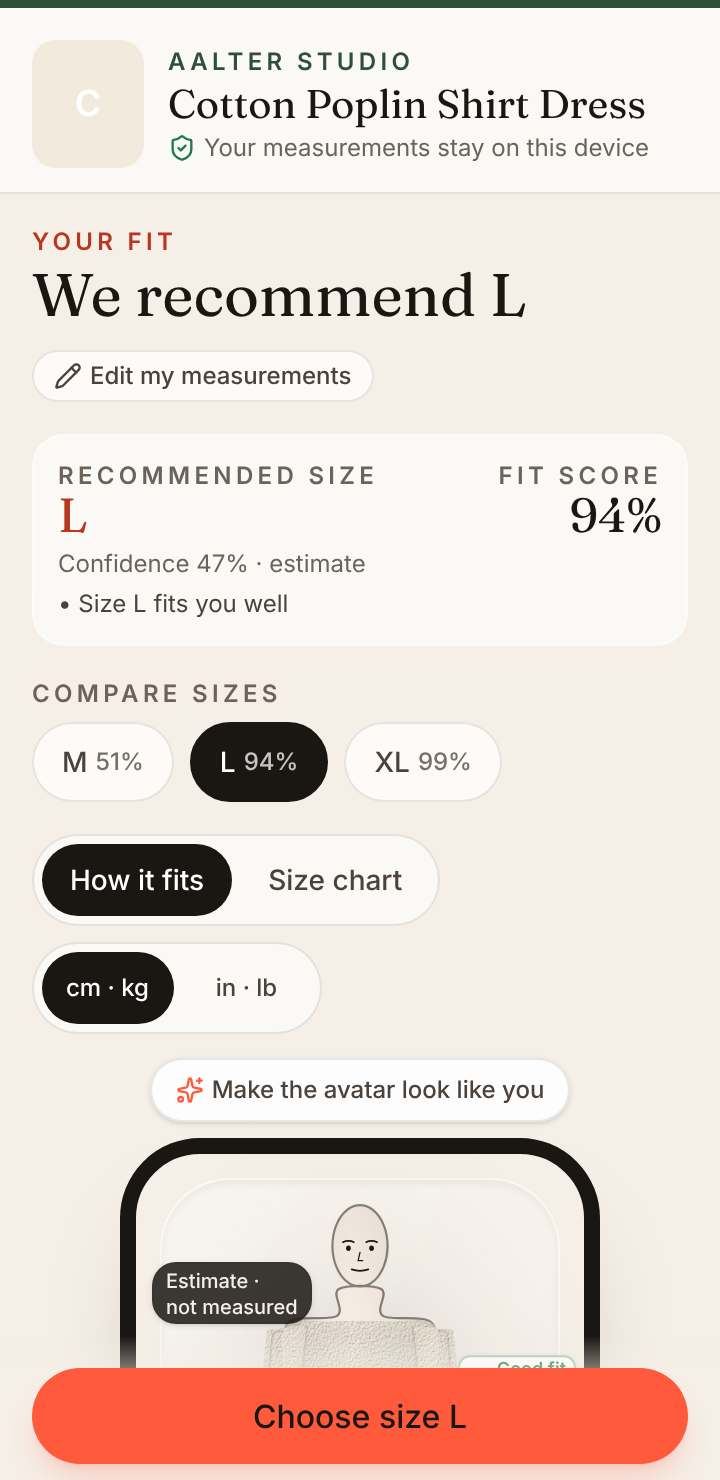 C
AALTER STUDIO
Cotton Poplin Shirt Dress
Your measurements stay on this device
YOUR FIT
We recommend L
Edit my measurements
RECOMMENDED SIZE
FIT SCORE
L
94%
Confidence 47% · estimate
• Size L fits you well
COMPARE SIZES
M 51%
L 94%
XL 99%
How it fits
Size chart
cm · kg
in · lb
Make the avatar look like you
Estimate ·
not measured
Good fit
Choose size L